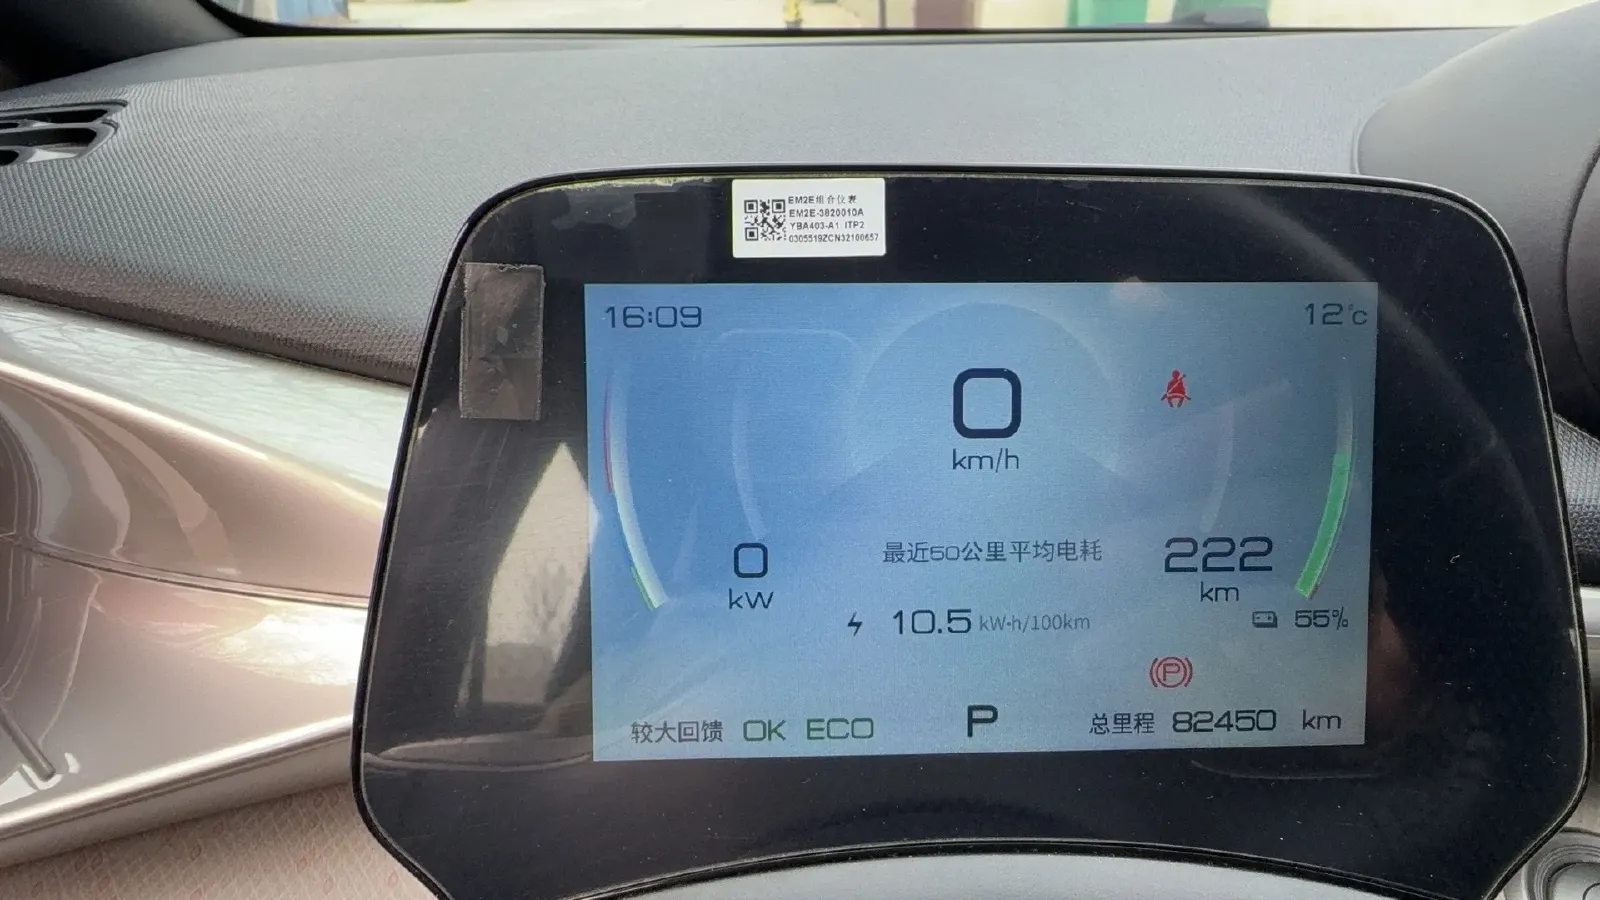 EM2E组合仪表
EM2E-3820010A
YBA403-A1 ITP2
0305519ZCN32100657
16:09
12°c
0
km/h
0
kW
最近50公里平均电耗
10.5 kW·h/100km
222
km
55%
P
较大回馈 OK ECO
P
总里程 82450 km